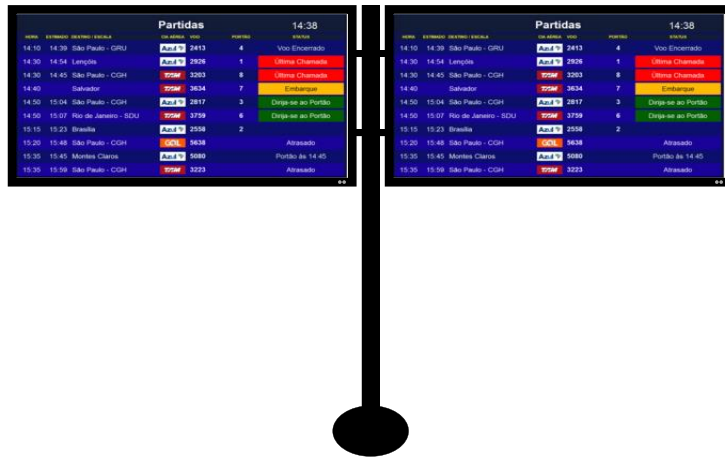 Partidas 14:38
HORA ESTIMADO DESTINO / ESCALA CIA AÉREA VOO PORTÃO STATUS
14:10 14:39 São Paulo - GRU Azul 2413 4 Voo Encerrado
14:30 14:54 Lençóis Azul 2926 1 Última Chamada
14:30 14:45 São Paulo - CGH TAM 3203 8 Última Chamada
14:40 Salvador TAM 3634 7 Embarque
14:50 15:04 São Paulo - CGH Azul 2817 3 Dirija-se ao Portão
14:50 15:07 Rio de Janeiro - SDU TAM 3759 6 Dirija-se ao Portão
15:15 15:23 Brasília Azul 2558 2
15:20 15:48 São Paulo - CGH GOL 5638 Atrasado
15:35 15:45 Montes Claros Azul 5080 Portão às 14:45
15:35 15:59 São Paulo - CGH TAM 3223 Atrasado
Partidas 14:38
HORA ESTIMADO DESTINO / ESCALA CIA AÉREA VOO PORTÃO STATUS
14:10 14:39 São Paulo - GRU Azul 2413 4 Voo Encerrado
14:30 14:54 Lençóis Azul 2926 1 Última Chamada
14:30 14:45 São Paulo - CGH TAM 3203 8 Última Chamada
14:40 Salvador TAM 3634 7 Embarque
14:50 15:04 São Paulo - CGH Azul 2817 3 Dirija-se ao Portão
14:50 15:07 Rio de Janeiro - SDU TAM 3759 6 Dirija-se ao Portão
15:15 15:23 Brasília Azul 2558 2
15:20 15:48 São Paulo - CGH GOL 5638 Atrasado
15:35 15:45 Montes Claros Azul 5080 Portão às 14:45
15:35 15:59 São Paulo - CGH TAM 3223 Atrasado